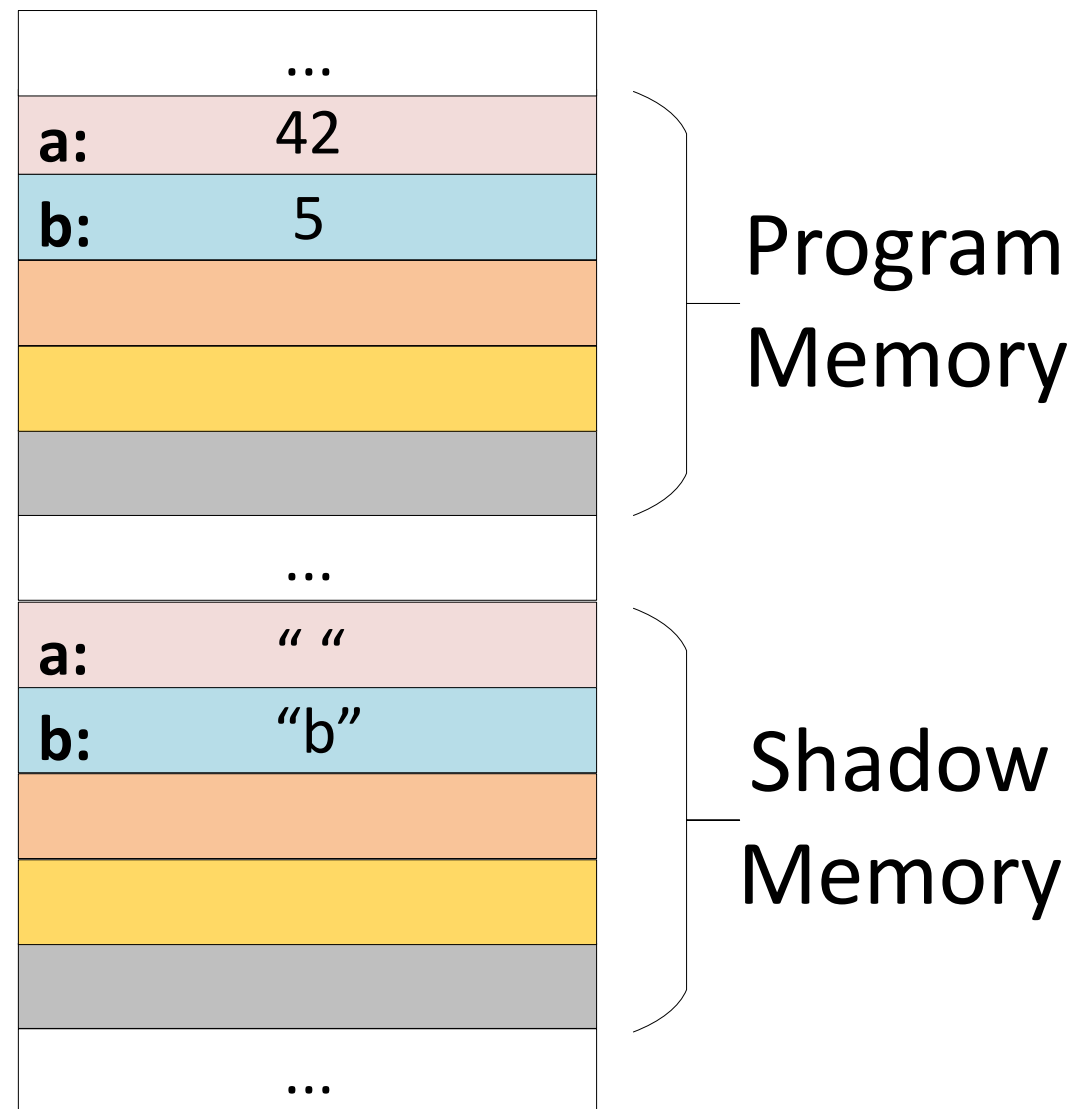 ...
a: 42
b: 5
Program
Memory
...
a: “ “
b: “b”
Shadow
Memory
...